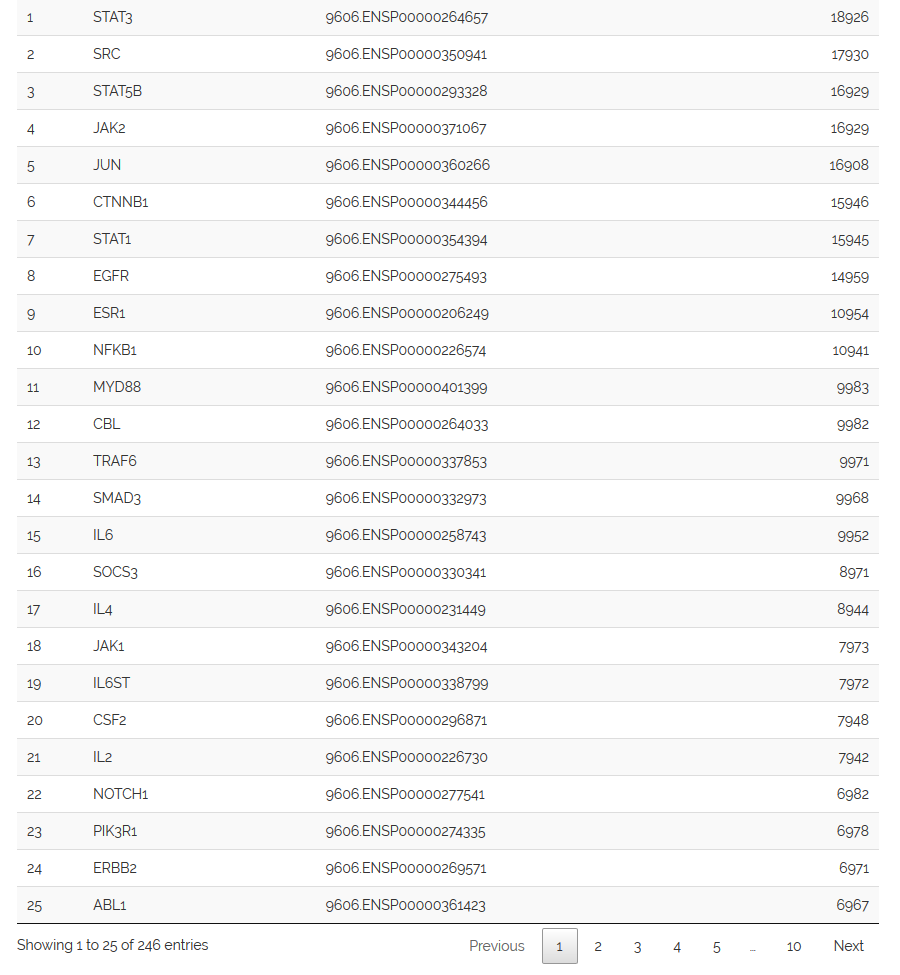 1 STAT3 9606.ENSP00000264657 18926
2 SRC 9606.ENSP00000350941 17930
3 STAT5B 9606.ENSP00000293328 16929
4 JAK2 9606.ENSP00000371067 16929
5 JUN 9606.ENSP00000360266 16908
6 CTNNB1 9606.ENSP00000344456 15946
7 STAT1 9606.ENSP00000354394 15945
8 EGFR 9606.ENSP00000275493 14959
9 ESR1 9606.ENSP00000206249 10954
10 NFKB1 9606.ENSP00000226574 10941
11 MYD88 9606.ENSP00000401399 9983
12 CBL 9606.ENSP00000264033 9982
13 TRAF6 9606.ENSP00000337853 9971
14 SMAD3 9606.ENSP00000332973 9968
15 IL6 9606.ENSP00000258743 9952
16 SOCS3 9606.ENSP00000330341 8971
17 IL4 9606.ENSP00000231449 8944
18 JAK1 9606.ENSP00000343204 7973
19 IL6ST 9606.ENSP00000338799 7972
20 CSF2 9606.ENSP00000296871 7948
21 IL2 9606.ENSP00000226730 7942
22 NOTCH1 9606.ENSP00000277541 6982
23 PIK3R1 9606.ENSP00000274335 6978
24 ERBB2 9606.ENSP00000269571 6971
25 ABL1 9606.ENSP00000361423 6967
Showing 1 to 25 of 246 entries Previous 1 2 3 4 5 … 10 Next